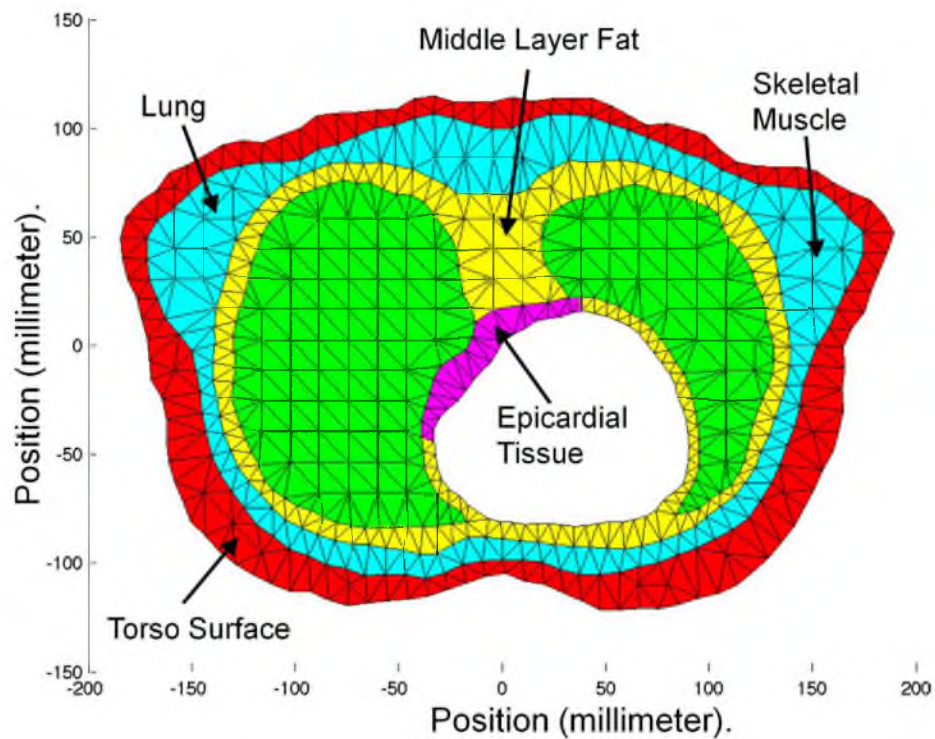 Middle Layer Fat
Skeletal
Muscle
Lung
Epicardial
Tissue
Torso Surface
150
100
50
0
-50
-100
-150
-200
-150
-100
-50
0
50
100
150
200
Position (millimeter).
Position (millimeter).